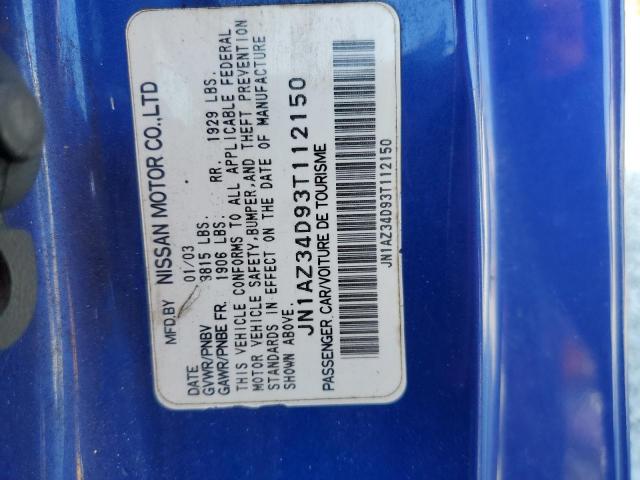 MFD.BY NISSAN MOTOR CO.,LTD
DATE 01/03
GVWR/PNBV 3815 LBS.
GAWR/PNBE FR. 1906 LBS. RR. 1929 LBS.
THIS VEHICLE CONFORMS TO ALL APPLICABLE FEDERAL
MOTOR VEHICLE SAFETY,BUMPER,AND THEFT PREVENTION
STANDARDS IN EFFECT ON THE DATE OF MANUFACTURE
SHOWN ABOVE.
JN1AZ34D93T112150
PASSENGER CAR/VOITURE DE TOURISME
JN1AZ34D93T112150